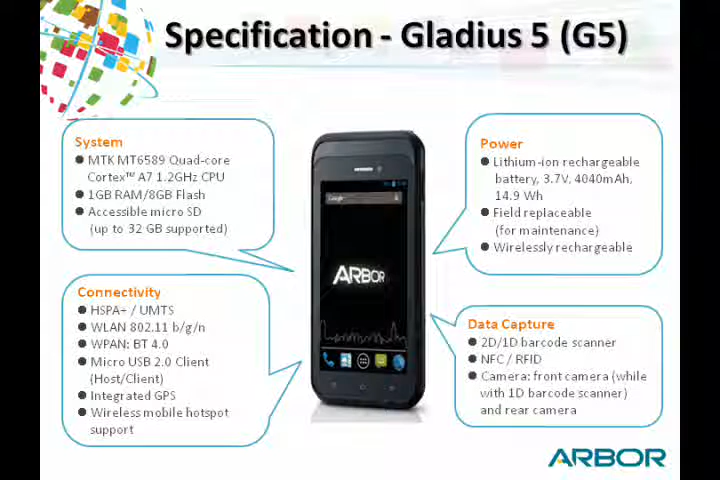 Specification - Gladius 5 (G5)
System
● MTK MT6589 Quad-core
Cortex™ A7 1.2GHz CPU
● 1GB RAM/8GB Flash
● Accessible micro SD
(up to 32 GB supported)
Power
● Lithium-ion rechargeable
battery, 3.7V, 4040mAh,
14.9 Wh
● Field replaceable
(for maintenance)
● Wirelessly rechargeable
Google
ARBOR
Connectivity
● HSPA+ / UMTS
● WLAN 802.11 b/g/n
● WPAN: BT 4.0
● Micro USB 2.0 Client
(Host/Client)
● Integrated GPS
● Wireless mobile hotspot
support
Data Capture
● 2D/1D barcode scanner
● NFC / RFID
● Camera: front camera (while
with 1D barcode scanner)
and rear camera
ARBOR